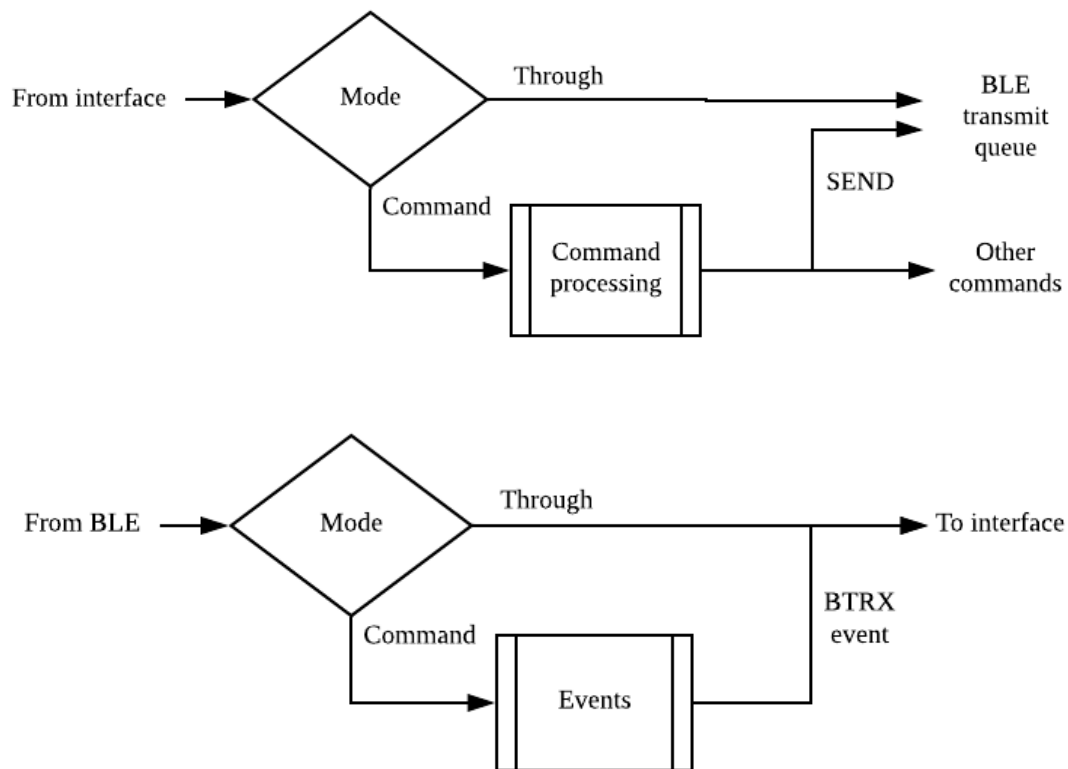 From interface
Mode
Through
BLE
transmit
queue
SEND
Command
Command
processing
Other
commands
From BLE
Mode
Through
To interface
BTRX
event
Command
Events